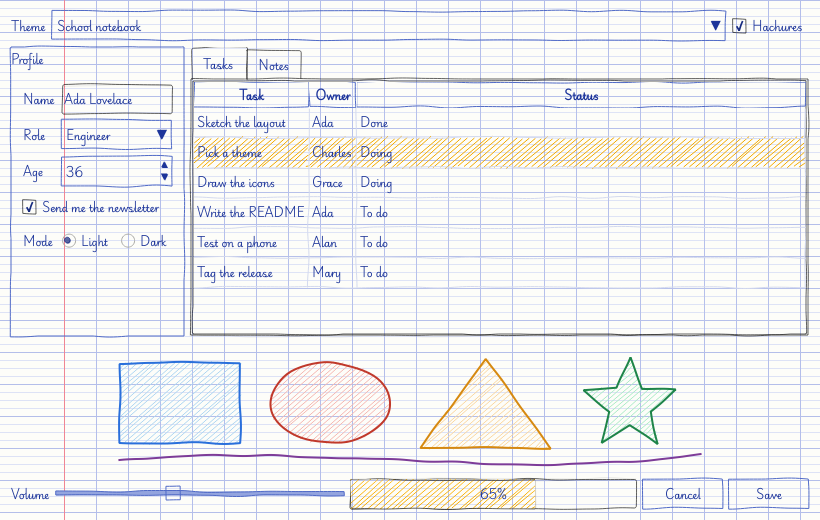 Theme School notebook Hachures
Profile
Tasks Notes
Name Ada Lovelace
Role Engineer
Age 36
Send me the newsletter
Mode Light Dark
Task Owner Status
Sketch the layout Ada Done
Pick a theme Charles Doing
Draw the icons Grace Doing
Write the README Ada To do
Test on a phone Alan To do
Tag the release Mary To do
Volume 65% Cancel Save